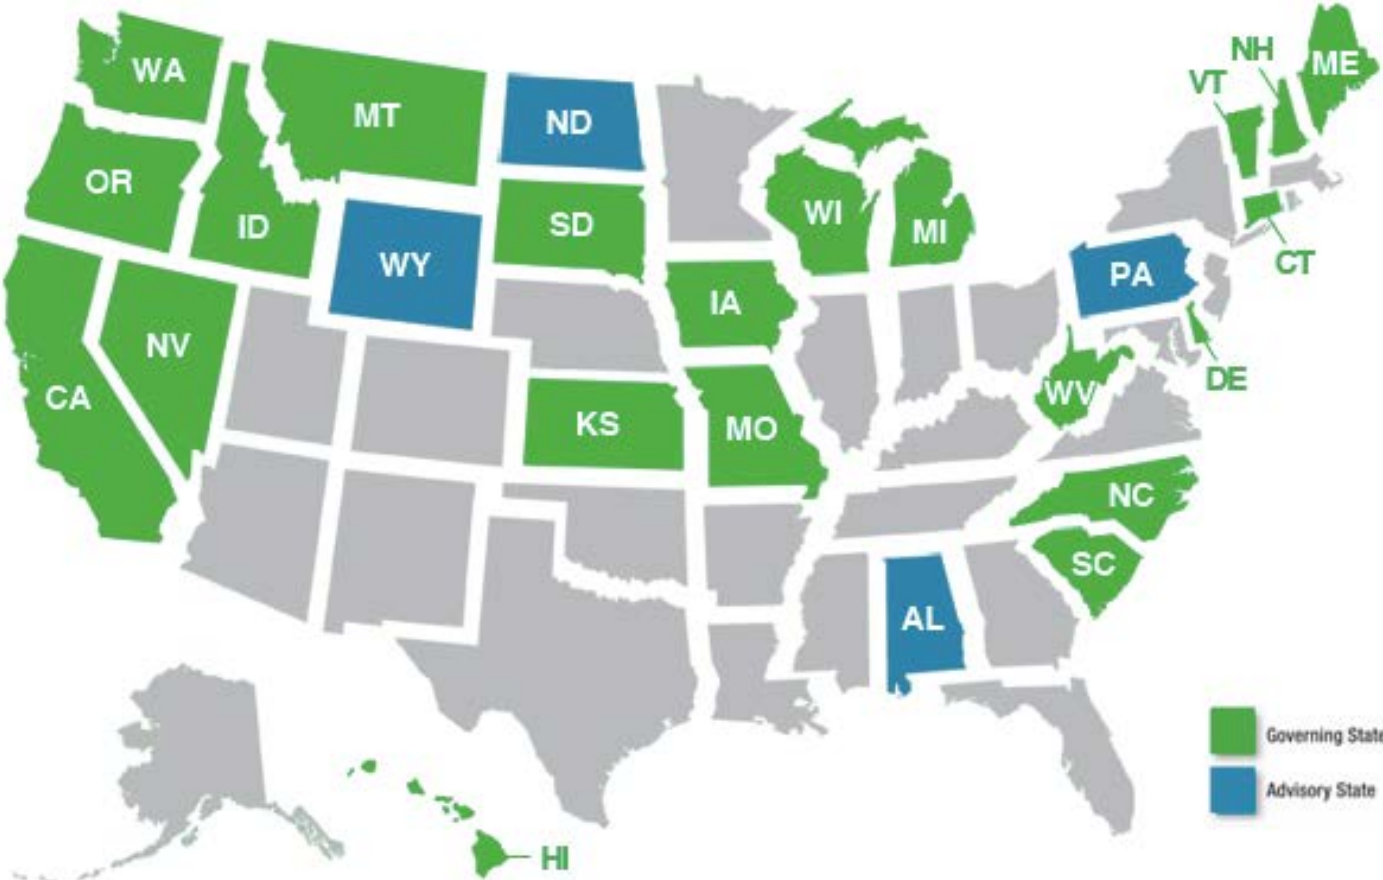 WA
MT
ND
OR
ID
SD
WY
WI
MI
NH
ME
VT
CT
PA
IA
NV
CA
KS
MO
WV
DE
NC
SC
AL
HI
Governing State
Advisory State